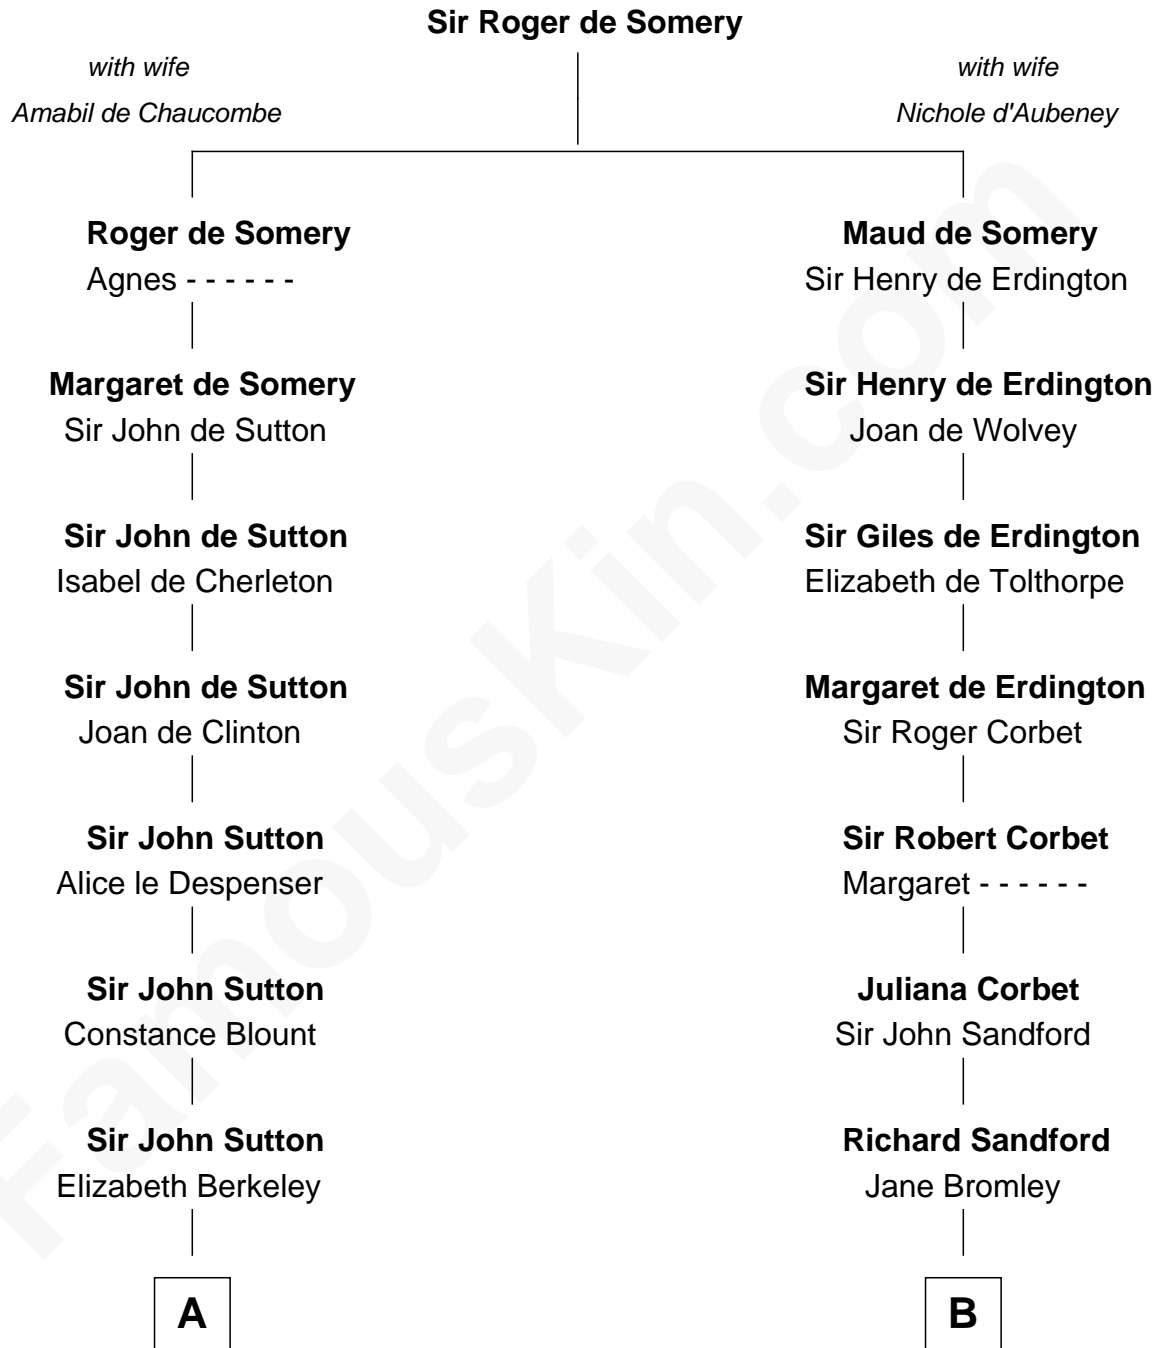 Sir Roger de Somery
with wife
Amabil de Chaucombe
with wife
Nichole d'Aubeney
Roger de Somery
Agnes - - - - - -
Maud de Somery
Sir Henry de Erdington
Margaret de Somery
Sir John de Sutton
Sir Henry de Erdington
Joan de Wolvey
Sir John de Sutton
Isabel de Cherleton
Sir Giles de Erdington
Elizabeth de Tolthorpe
Sir John de Sutton
Joan de Clinton
Margaret de Erdington
Sir Roger Corbet
Sir John Sutton
Alice le Despenser
Sir Robert Corbet
Margaret - - - - - -
Sir John Sutton
Constance Blount
Juliana Corbet
Sir John Sandford
Sir John Sutton
Elizabeth Berkeley
Richard Sandford
Jane Bromley
A
B
FamousKin.com